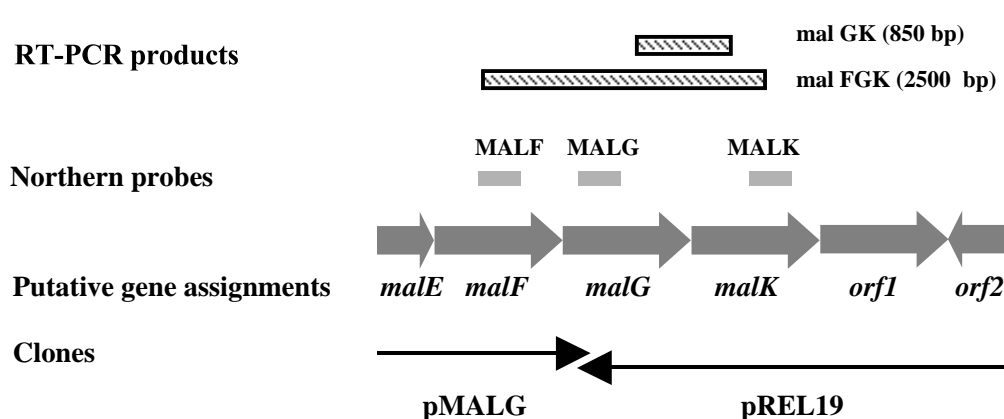 RT-PCR products
mal GK (850 bp)
mal FGK (2500 bp)
MALF MALG MALK
Northern probes
Putative gene assignments malE malF malG malK orf1 orf2
Clones
pMALG pREL19